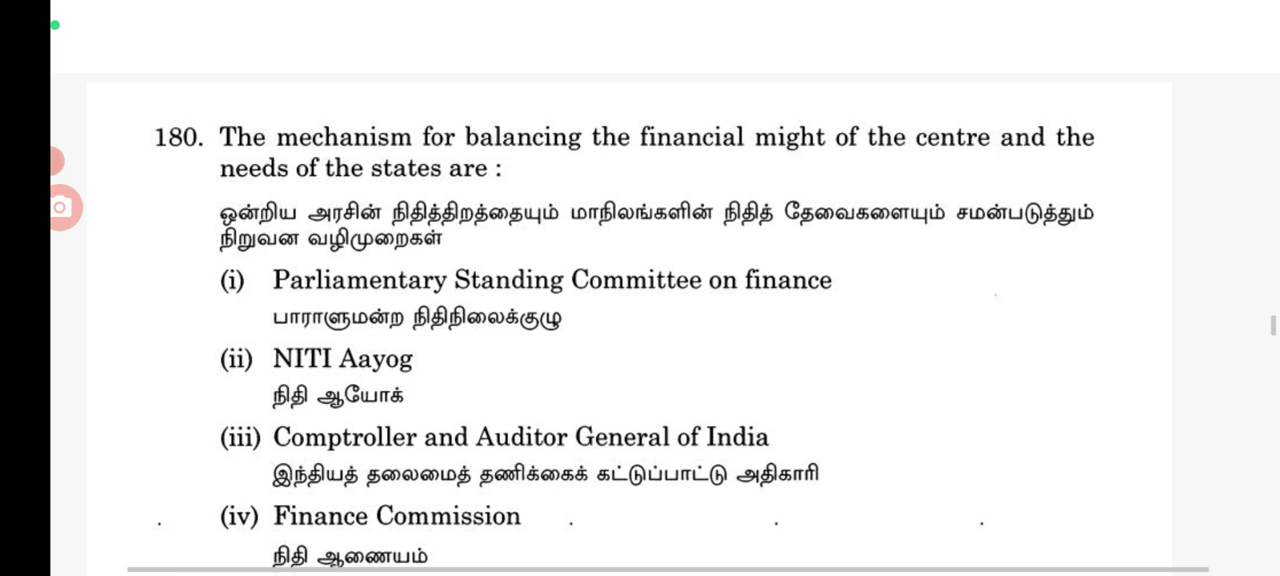 180. The mechanism for balancing the financial might of the centre and the
needs of the states are :
ஒன்றிய அரசின் நிதித்திறத்தையும் மாநிலங்களின் நிதித் தேவைகளையும் சமன்படுத்தும்
நிறுவன வழிமுறைகள்
(i) Parliamentary Standing Committee on finance
பாராளுமன்ற நிதிநிலைக்குழு
(ii) NITI Aayog
நிதி ஆயோக்
(iii) Comptroller and Auditor General of India
இந்தியத் தலைமைத் தணிக்கைக் கட்டுப்பாட்டு அதிகாரி
(iv) Finance Commission
நிதி ஆணையம்